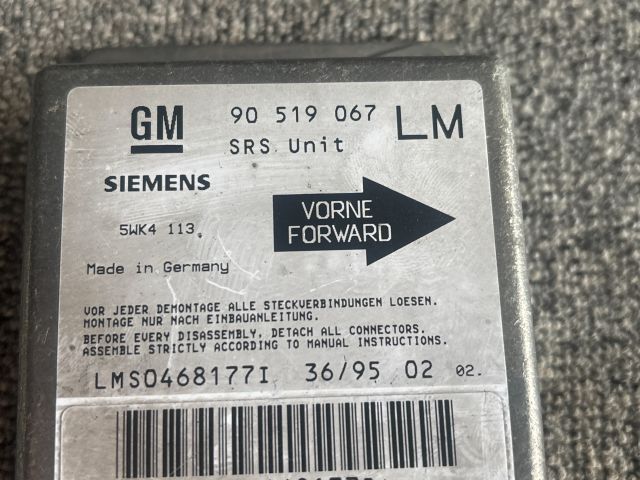 GM 90 519 067 LM
SRS Unit
SIEMENS
VORNE
FORWARD
5WK4 113.
Made in Germany
VOR JEDER DEMONTAGE ALLE STECKVERBINDUNGEN LOESEN.
MONTAGE NUR NACH EINBAUANLEITUNG.
BEFORE EVERY DISASSEMBLY, DETACH ALL CONNECTORS.
ASSEMBLE STRICTLY ACCORDING TO MANUAL INSTRUCTIONS.
LMS0468177I 36/95 02 02.